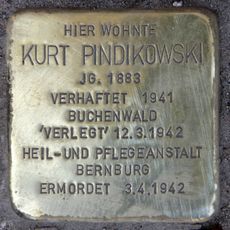 HIER WOHNTE
KURT PINDIKOWSKI
JG. 1883
VERHAFTET 1941
BUCHENWALD
'VERLEGT' 12.3.1942
HEIL-UND PFLEGEANSTALT
BERNBURG
ERMORDET 3.4.1942